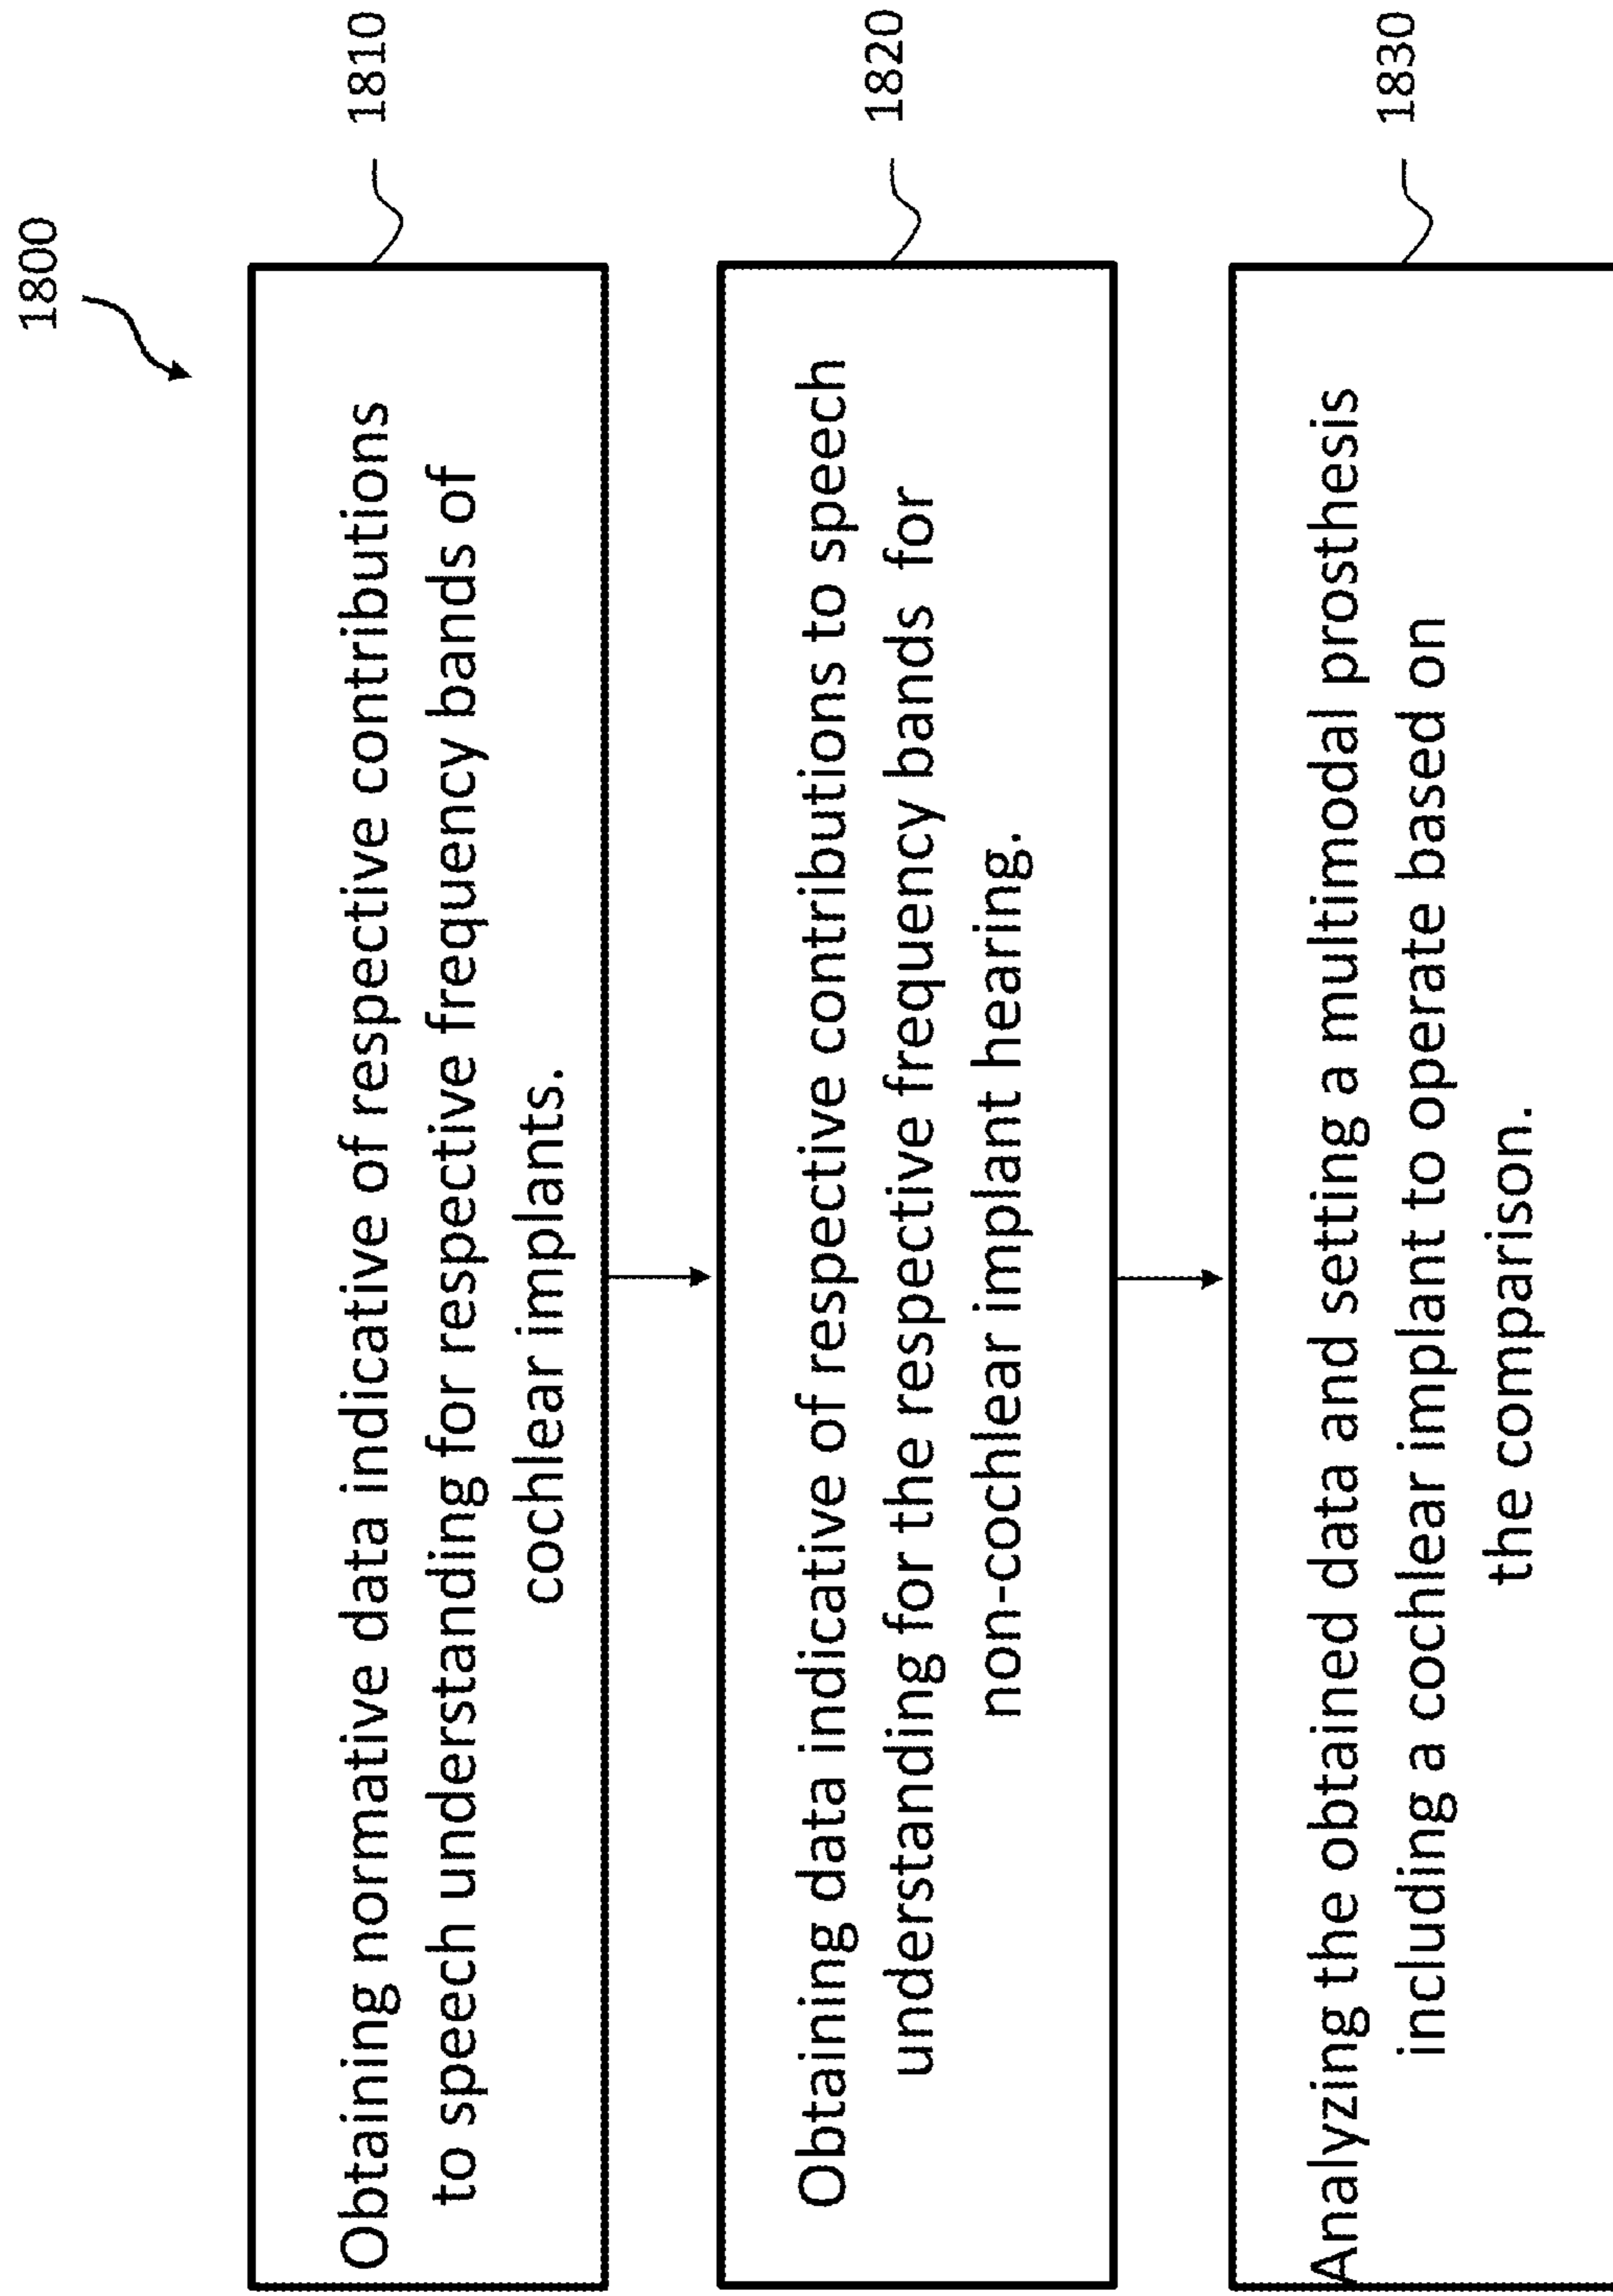 1800
Obtaining normative data indicative of respective contributions
to speech understanding for respective frequency bands of
cochlear implants.
1810
Obtaining data indicative of respective contributions to speech
understanding for the respective frequency bands for
non-cochlear implant hearing.
1820
Analyzing the obtained data and setting a multimodal prosthesis
including a cochlear implant to operate based on
the comparison.
1830